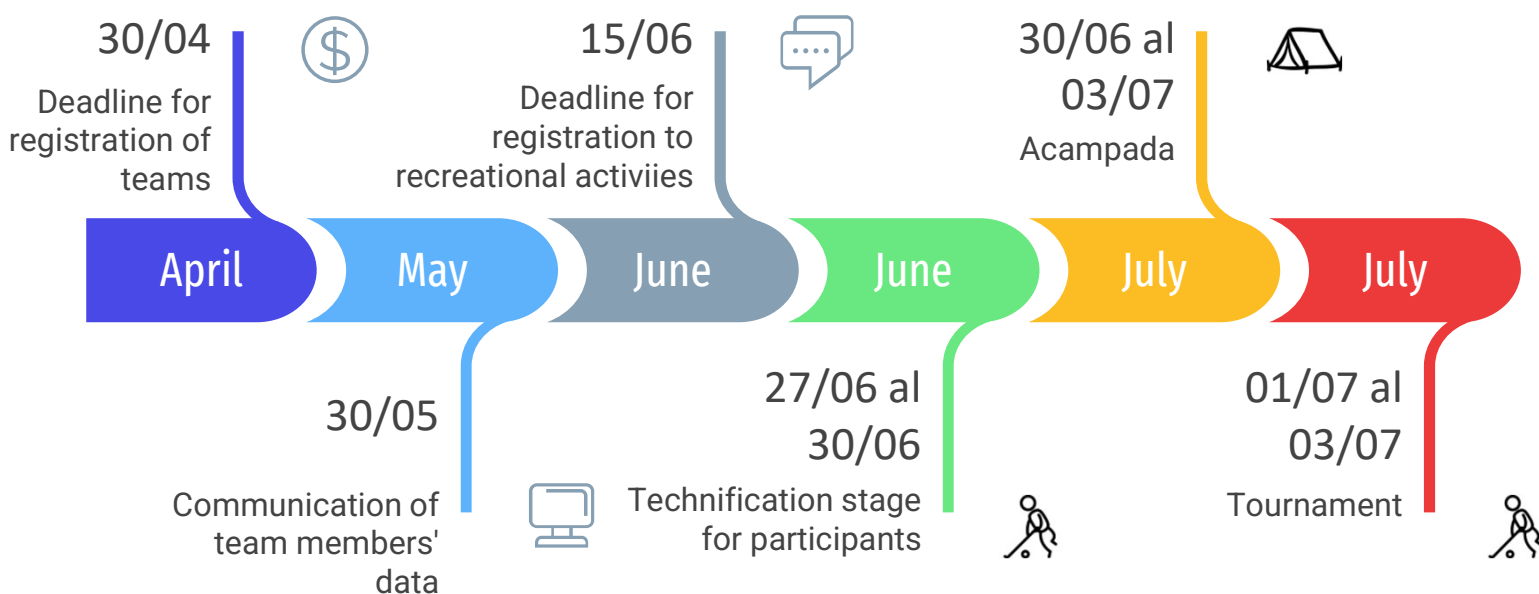 30/04
Deadline for
registration of
teams
15/06
Deadline for
registration to
recreational activiies
30/06 al
03/07
Acampada
April
May
June
June
July
July
30/05
Communication of
team members'
data
27/06 al
30/06
Technification stage
for participants
01/07 al
03/07
Tournament